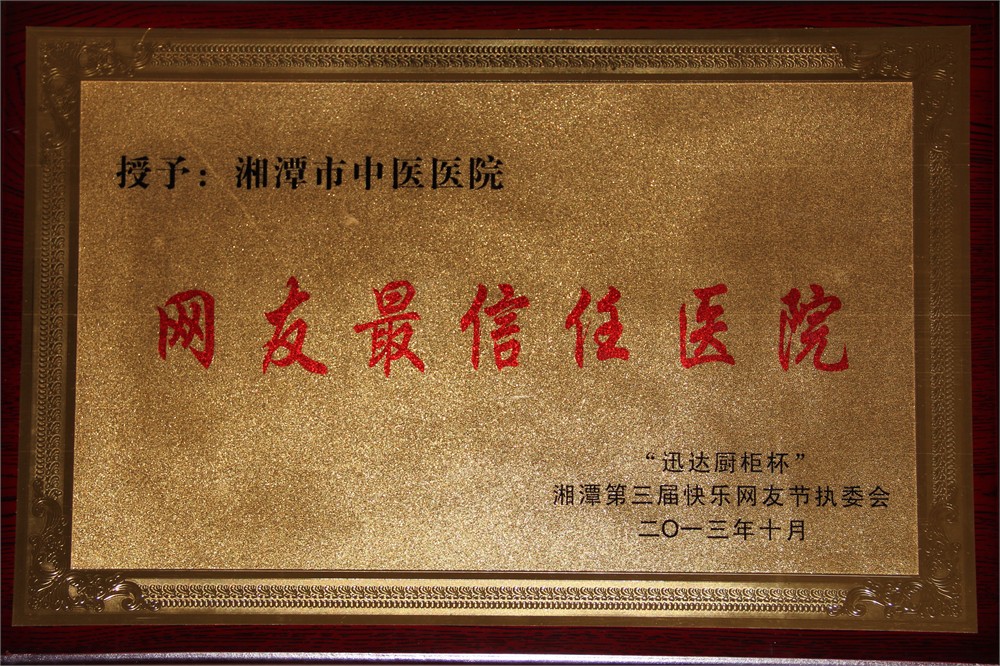 授予：湘潭市中医医院
网友最信任医院
“迅达厨柜杯”
湘潭第三届快乐网友节执委会
二〇一三年十月